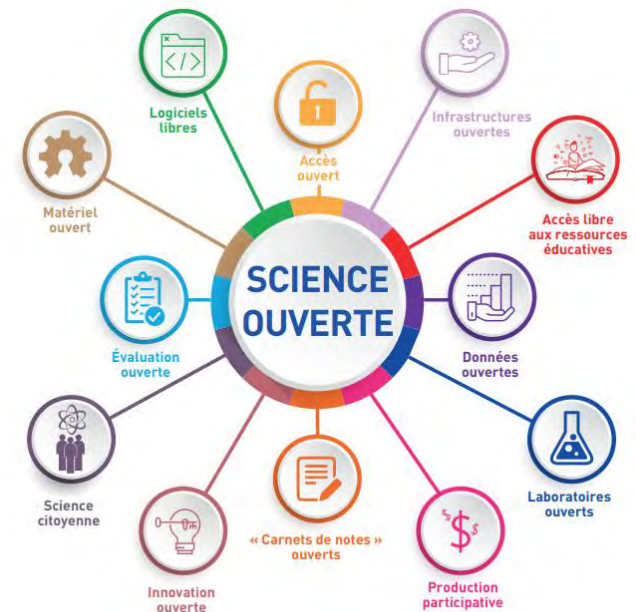 Logiciels
libres
Accès
ouvert
Infrastructures
ouvertes
Matériel
ouvert
Accès libre
aux ressources
éducatives
SCIENCE
OUVERTE
Évaluation
ouverte
Données
ouvertes
Science
citoyenne
« Carnets de notes »
ouverts
Laboratoires
ouverts
Innovation
ouverte
Production
participative